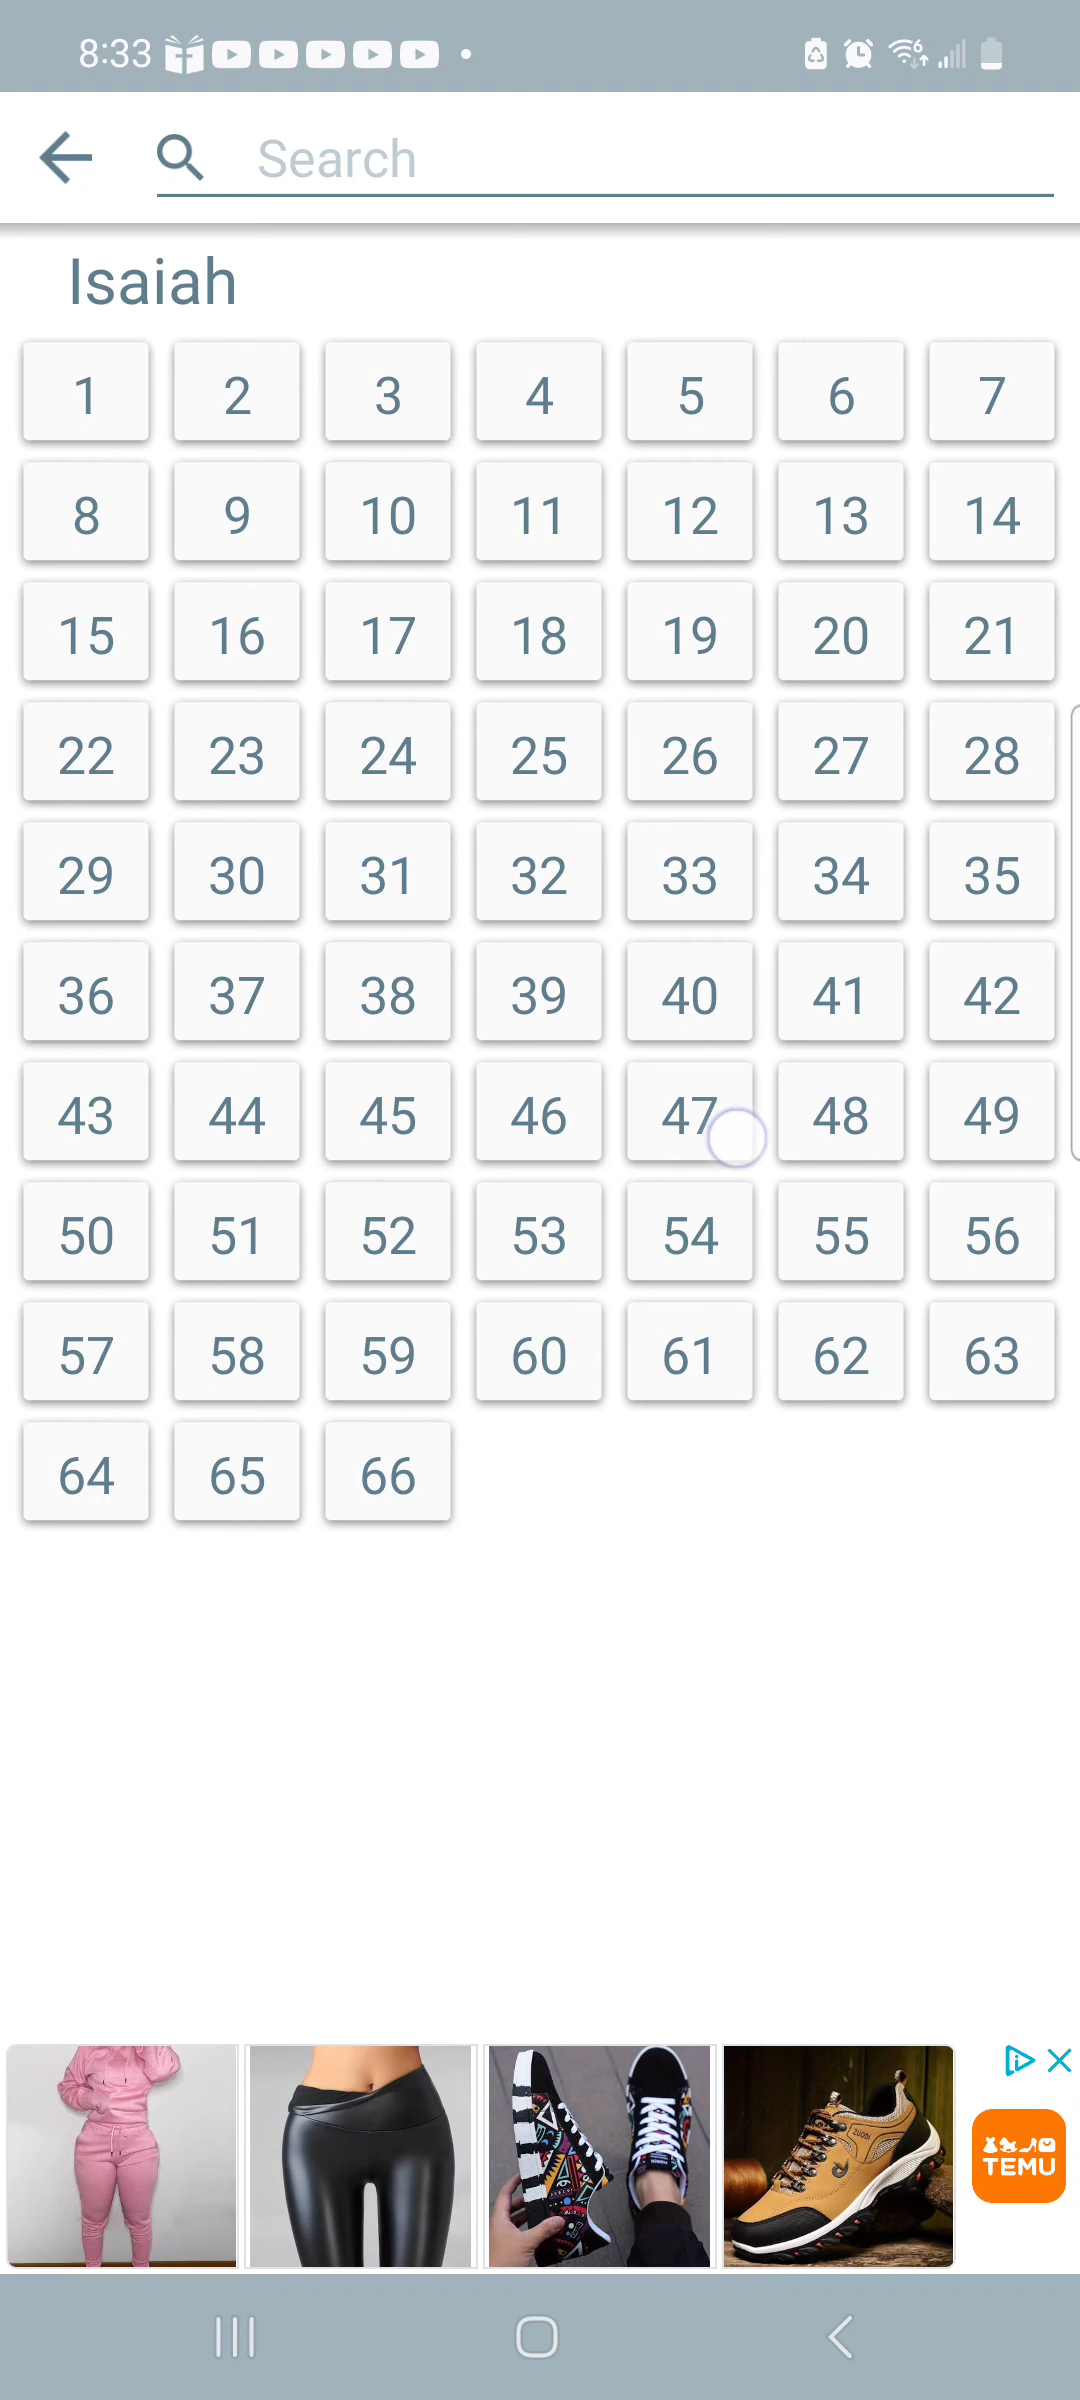 8:33
Search
Isaiah
1 2 3 4 5 6 7
8 9 10 11 12 13 14
15 16 17 18 19 20 21
22 23 24 25 26 27 28
29 30 31 32 33 34 35
36 37 38 39 40 41 42
43 44 45 46 47 48 49
50 51 52 53 54 55 56
57 58 59 60 61 62 63
64 65 66
TEMU